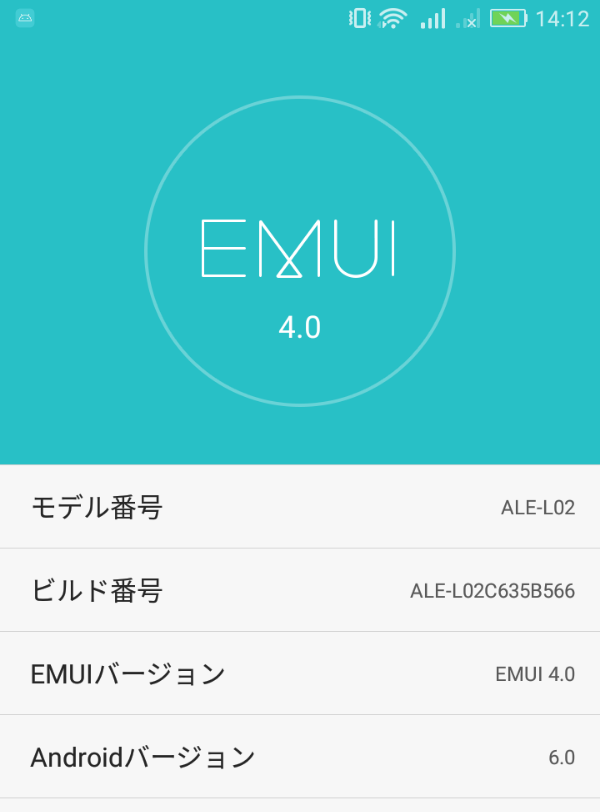 14:12
EMUI
4.0
モデル番号 ALE-L02
ビルド番号 ALE-L02C635B566
EMUIバージョン EMUI 4.0
Androidバージョン 6.0